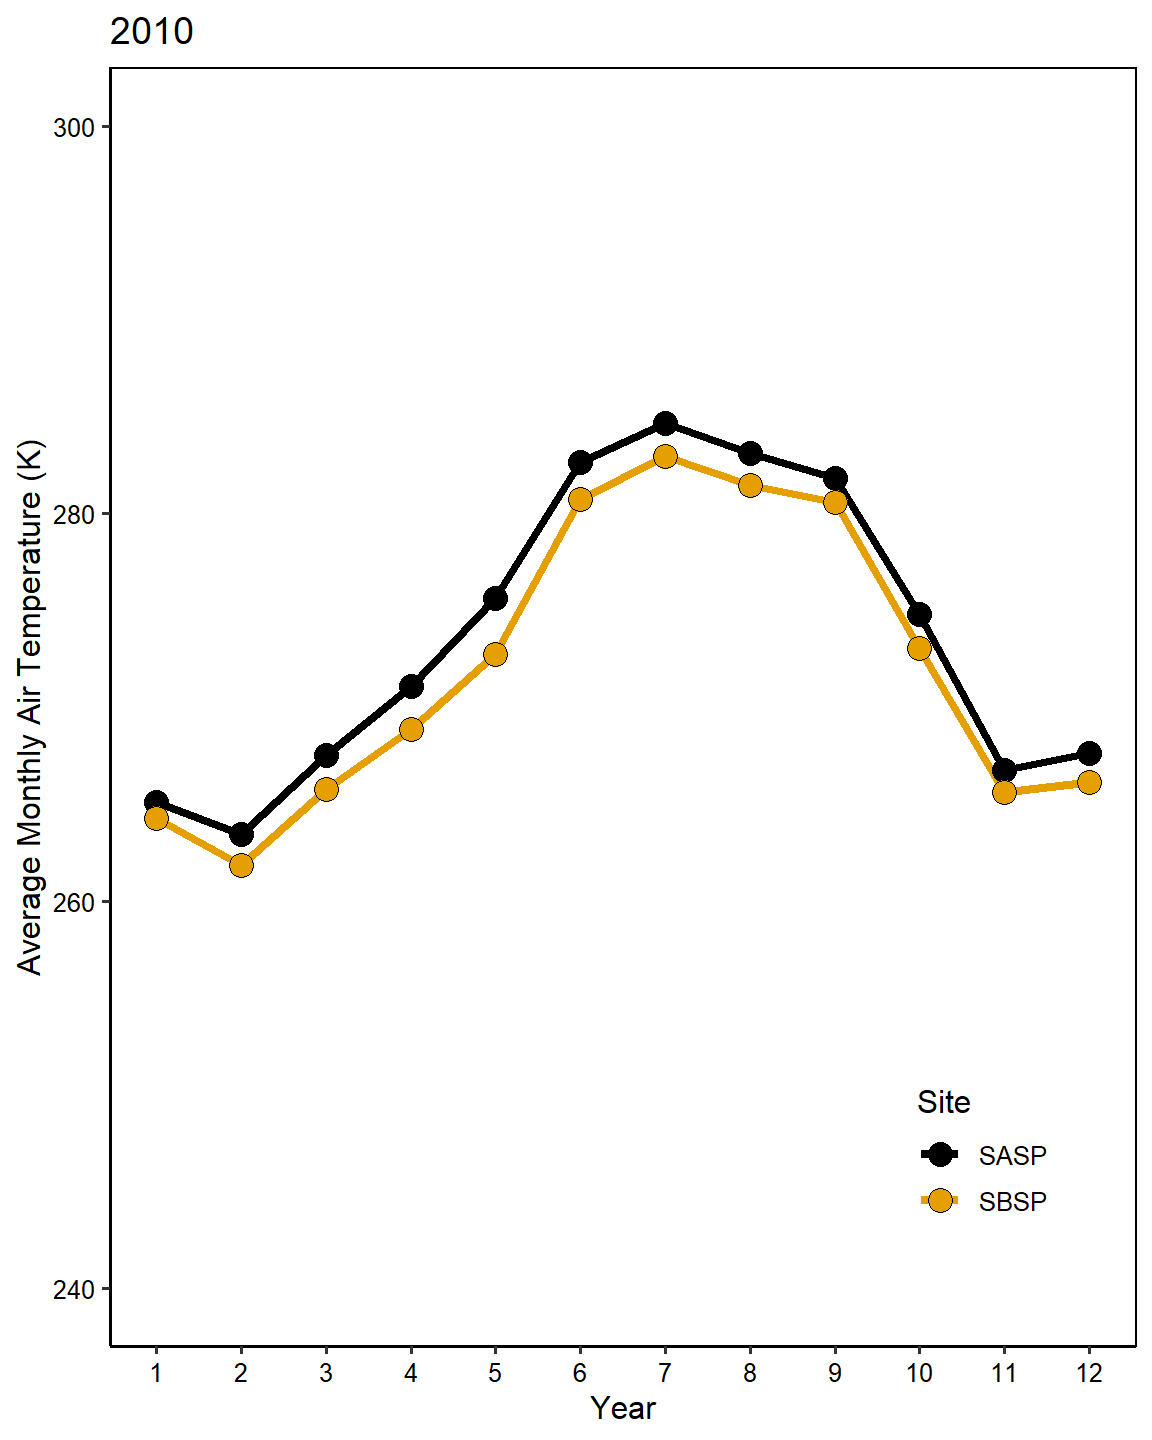 2010
Average Monthly Air Temperature (K)
300
280
260
240
Site
SASP
SBSP
1 2 3 4 5 6 7 8 9 10 11 12
Year